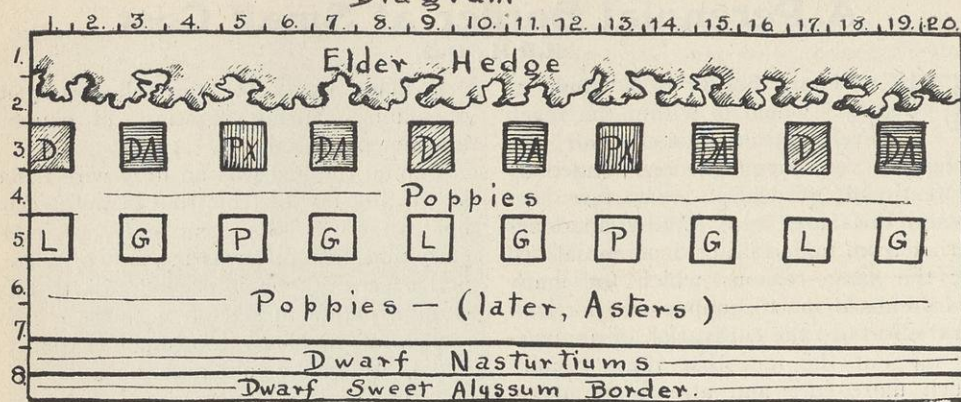 Diagram
1. 2. 3. 4. 5. 6. 7. 8. 9. 10. 11. 12. 13. 14. 15. 16. 17. 18. 19. 20.
1. Elder Hedge
2.
3. D DA PX DA D DA PX DA D DA
4. Poppies
5. L G P G L G P G L G
6. Poppies — (later, Asters)
7.
Dwarf Nasturtiums
8. Dwarf Sweet Alyssum Border.